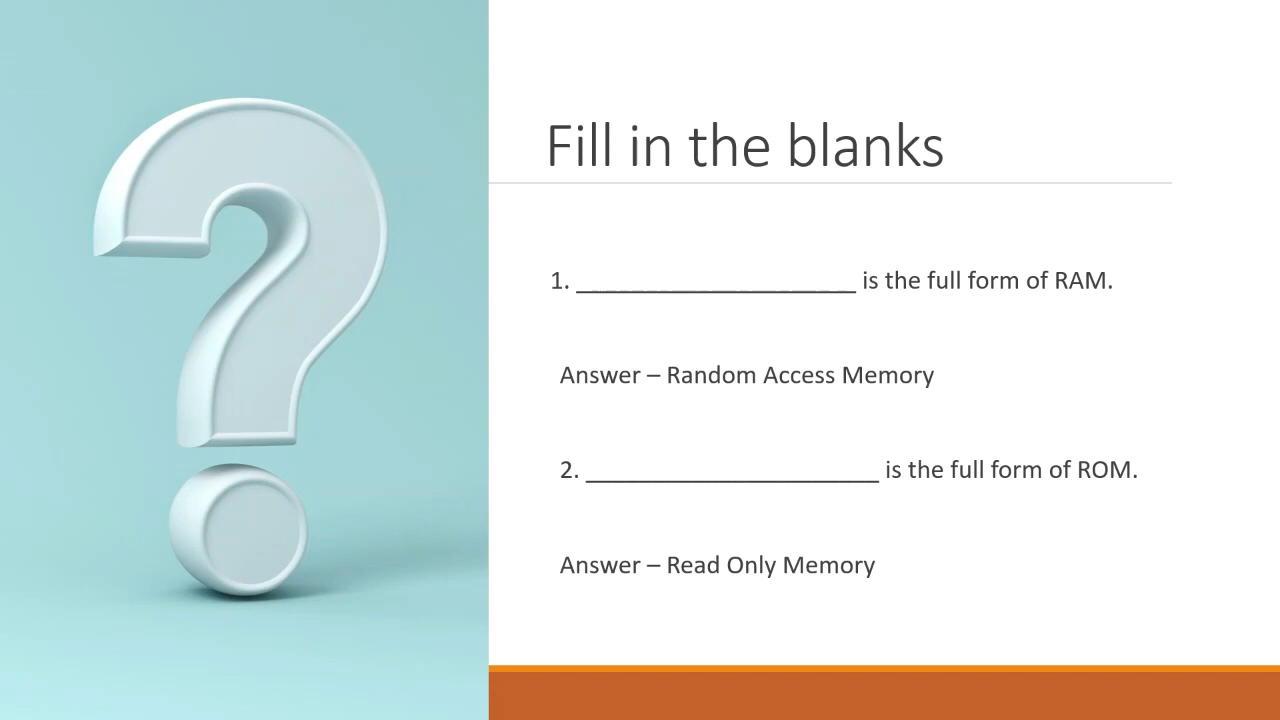 Fill in the blanks
1. _____________________ is the full form of RAM.
Answer – Random Access Memory
2. ______________________ is the full form of ROM.
Answer – Read Only Memory